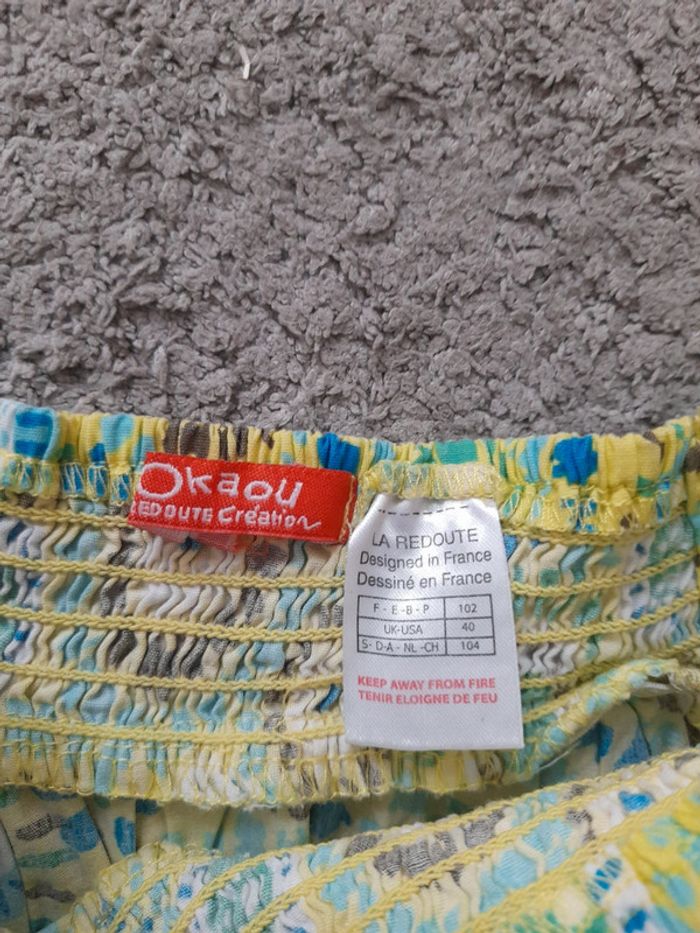 Okaou
REDOUTE Création
LA REDOUTE
Designed in France
Dessiné en France
F - E - B - P 102
UK-USA 40
S- D-A - NL -CH 104
KEEP AWAY FROM FIRE
TENIR ELOIGNE DE FEU